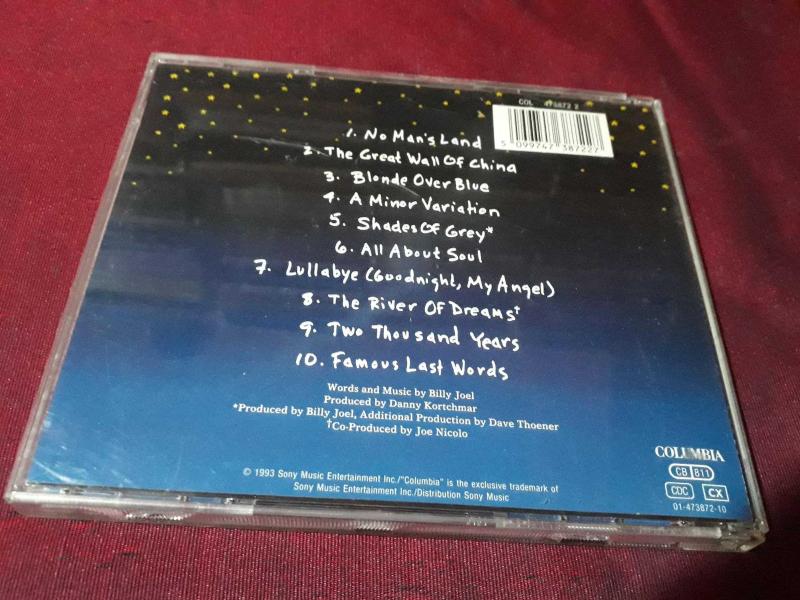 COL 473872 2
5 099747 387227
1. No Man's Land
2. The Great Wall Of China
3. Blonde Over Blue
4. A Minor Variation
5. Shades Of Grey*
6. All About Soul
7. Lullabye (Goodnight, My Angel)
8. The River Of Dreams†
9. Two Thousand Years
10. Famous Last Words
Words and Music by Billy Joel
Produced by Danny Kortchmar
*Produced by Billy Joel, Additional Production by Dave Thoener
†Co-Produced by Joe Nicolo
© 1993 Sony Music Entertainment Inc./"Columbia" is the exclusive trademark of
Sony Music Entertainment Inc./Distribution Sony Music
COLUMBIA
CB 811
CDC CX
01-473872-10